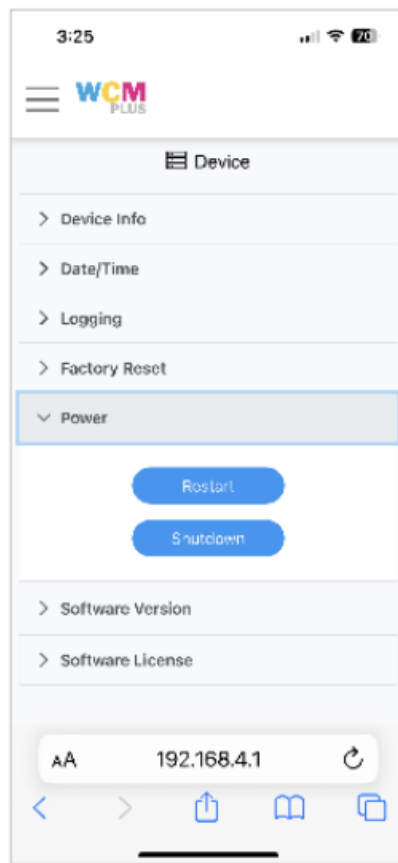 3:25
70
WCM
PLUS
Device
Device Info
Date/Time
Logging
Factory Reset
Power
Restart
Shutdown
Software Version
Software License
AA
192.168.4.1